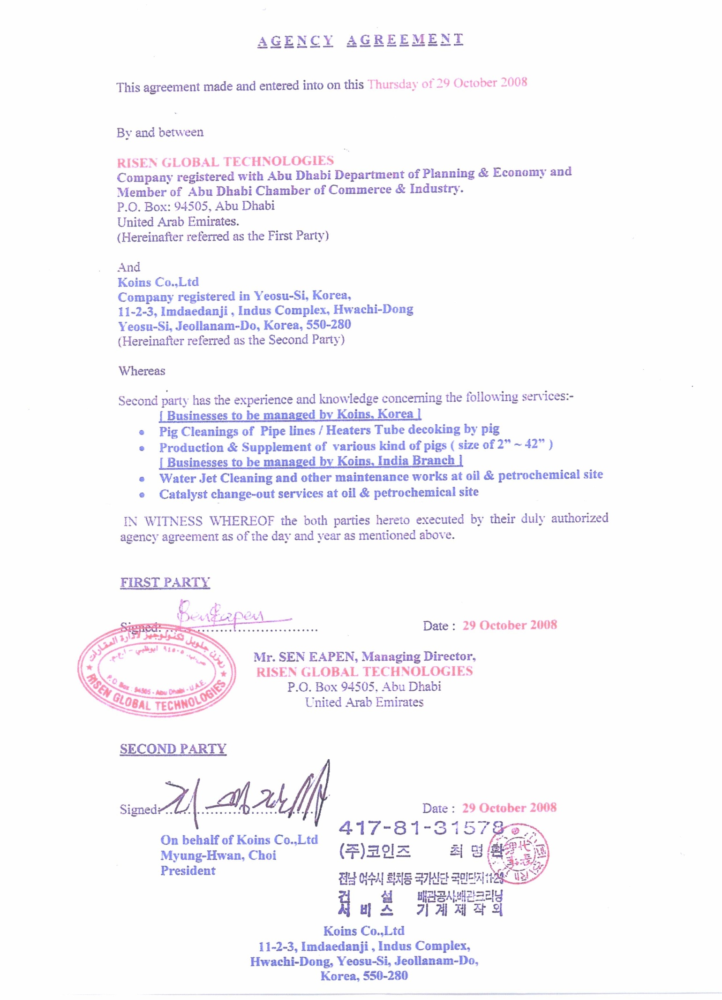 AGENCY AGREEMENT
This agreement made and entered into on this Thursday of 29 October 2008
By and between
RISEN GLOBAL TECHNOLOGIES
Company registered with Abu Dhabi Department of Planning & Economy and
Member of Abu Dhabi Chamber of Commerce & Industry.
P.O. Box: 94505, Abu Dhabi
United Arab Emirates.
(Hereinafter referred as the First Party)
And
Koins Co.,Ltd
Company registered in Yeosu-Si, Korea,
11-2-3, Imdaedanji , Indus Complex, Hwachi-Dong
Yeosu-Si, Jeollanam-Do, Korea, 550-280
(Hereinafter referred as the Second Party)
Whereas
Second party has the experience and knowledge concerning the following services:-
[ Businesses to be managed by Koins, Korea ]
• Pig Cleanings of Pipe lines / Heaters Tube decoking by pig
• Production & Supplement of various kind of pigs ( size of 2” ~ 42” )
[ Businesses to be managed by Koins, India Branch ]
• Water Jet Cleaning and other maintenance works at oil & petrochemical site
• Catalyst change-out services at oil & petrochemical site
IN WITNESS WHEREOF the both parties hereto executed by their duly authorized
agency agreement as of the day and year as mentioned above.
FIRST PARTY
Signed: ....................................
Date : 29 October 2008
ريزن جلوبل تكنولوجيز لادارة العقارات
ص.ب. ٩٤٥٠٥ ابوظبي - ا.ع.م.
P.O. Box : 94505 - Abu Dhabi - U.A.E.
RISEN GLOBAL TECHNOLOGIES
Mr. SEN EAPEN, Managing Director,
RISEN GLOBAL TECHNOLOGIES
P.O. Box 94505, Abu Dhabi
United Arab Emirates
SECOND PARTY
Signed: ....................................
Date : 29 October 2008
On behalf of Koins Co.,Ltd
Myung-Hwan, Choi
President
417-81-31578
(주)코인즈 최 명 환
전남 여수시 화치동 국가산단 국민단지11-2-3
건 설 배관공사.배관크리닝
서 비 스 기 계 제 작 외
Koins Co.,Ltd
11-2-3, Imdaedanji , Indus Complex,
Hwachi-Dong, Yeosu-Si, Jeollanam-Do,
Korea, 550-280